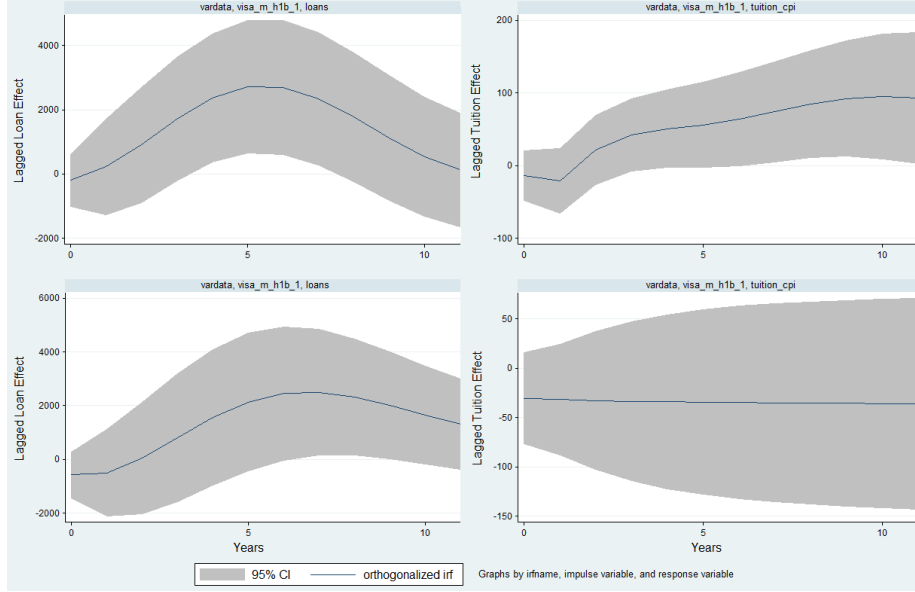 vardata, visa_m_h1b_1, loans
Lagged Loan Effect
4000
2000
0
-2000
0
5
10
vardata, visa_m_h1b_1, tuition_cpi
Lagged Tuition Effect
200
100
0
-100
0
5
10
vardata, visa_m_h1b_1, loans
Lagged Loan Effect
6000
4000
2000
0
-2000
0
5
10
Years
vardata, visa_m_h1b_1, tuition_cpi
Lagged Tuition Effect
50
0
-50
-100
-150
0
5
10
Years
95% CI
orthogonalized irf
Graphs by irfname, impulse variable, and response variable